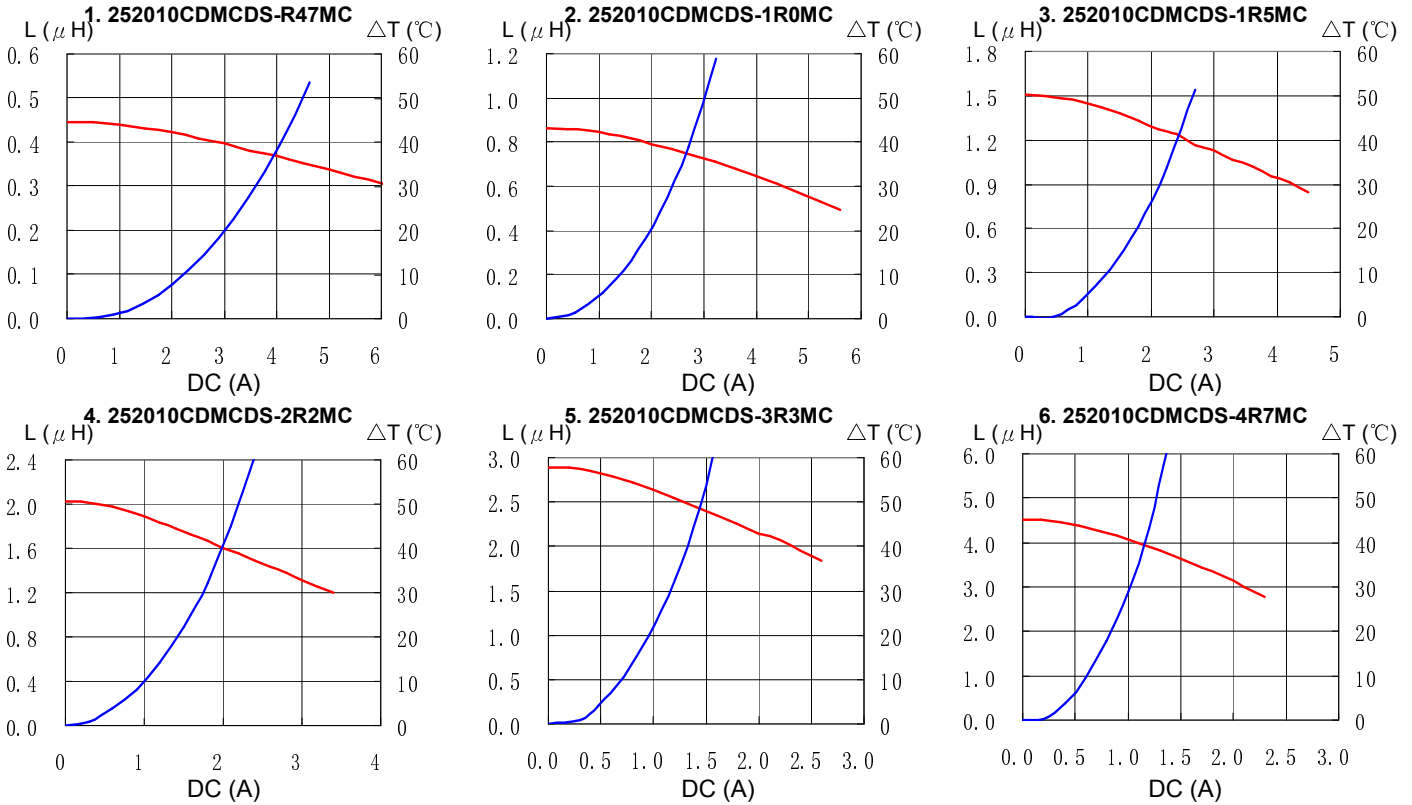 1. 252010CDMCDS-R47MC
L (μ H)
△T (℃)
0.6
0.5
0.4
0.3
0.2
0.1
0.0
60
50
40
30
20
10
0
0 1 2 3 4 5 6
DC (A)
2. 252010CDMCDS-1R0MC
L (μ H)
△T (℃)
1.2
1.0
0.8
0.6
0.4
0.2
0.0
60
50
40
30
20
10
0
0 1 2 3 4 5 6
DC (A)
3. 252010CDMCDS-1R5MC
L (μ H)
△T (℃)
1.8
1.5
1.2
0.9
0.6
0.3
0.0
60
50
40
30
20
10
0
0 1 2 3 4 5
DC (A)
4. 252010CDMCDS-2R2MC
L (μ H)
△T (℃)
2.4
2.0
1.6
1.2
0.8
0.4
0.0
60
50
40
30
20
10
0
0 1 2 3 4
DC (A)
5. 252010CDMCDS-3R3MC
L (μ H)
△T (℃)
3.0
2.5
2.0
1.5
1.0
0.5
0.0
60
50
40
30
20
10
0
0.0 0.5 1.0 1.5 2.0 2.5 3.0
DC (A)
6. 252010CDMCDS-4R7MC
L (μ H)
△T (℃)
6.0
5.0
4.0
3.0
2.0
1.0
0.0
60
50
40
30
20
10
0
0.0 0.5 1.0 1.5 2.0 2.5 3.0
DC (A)